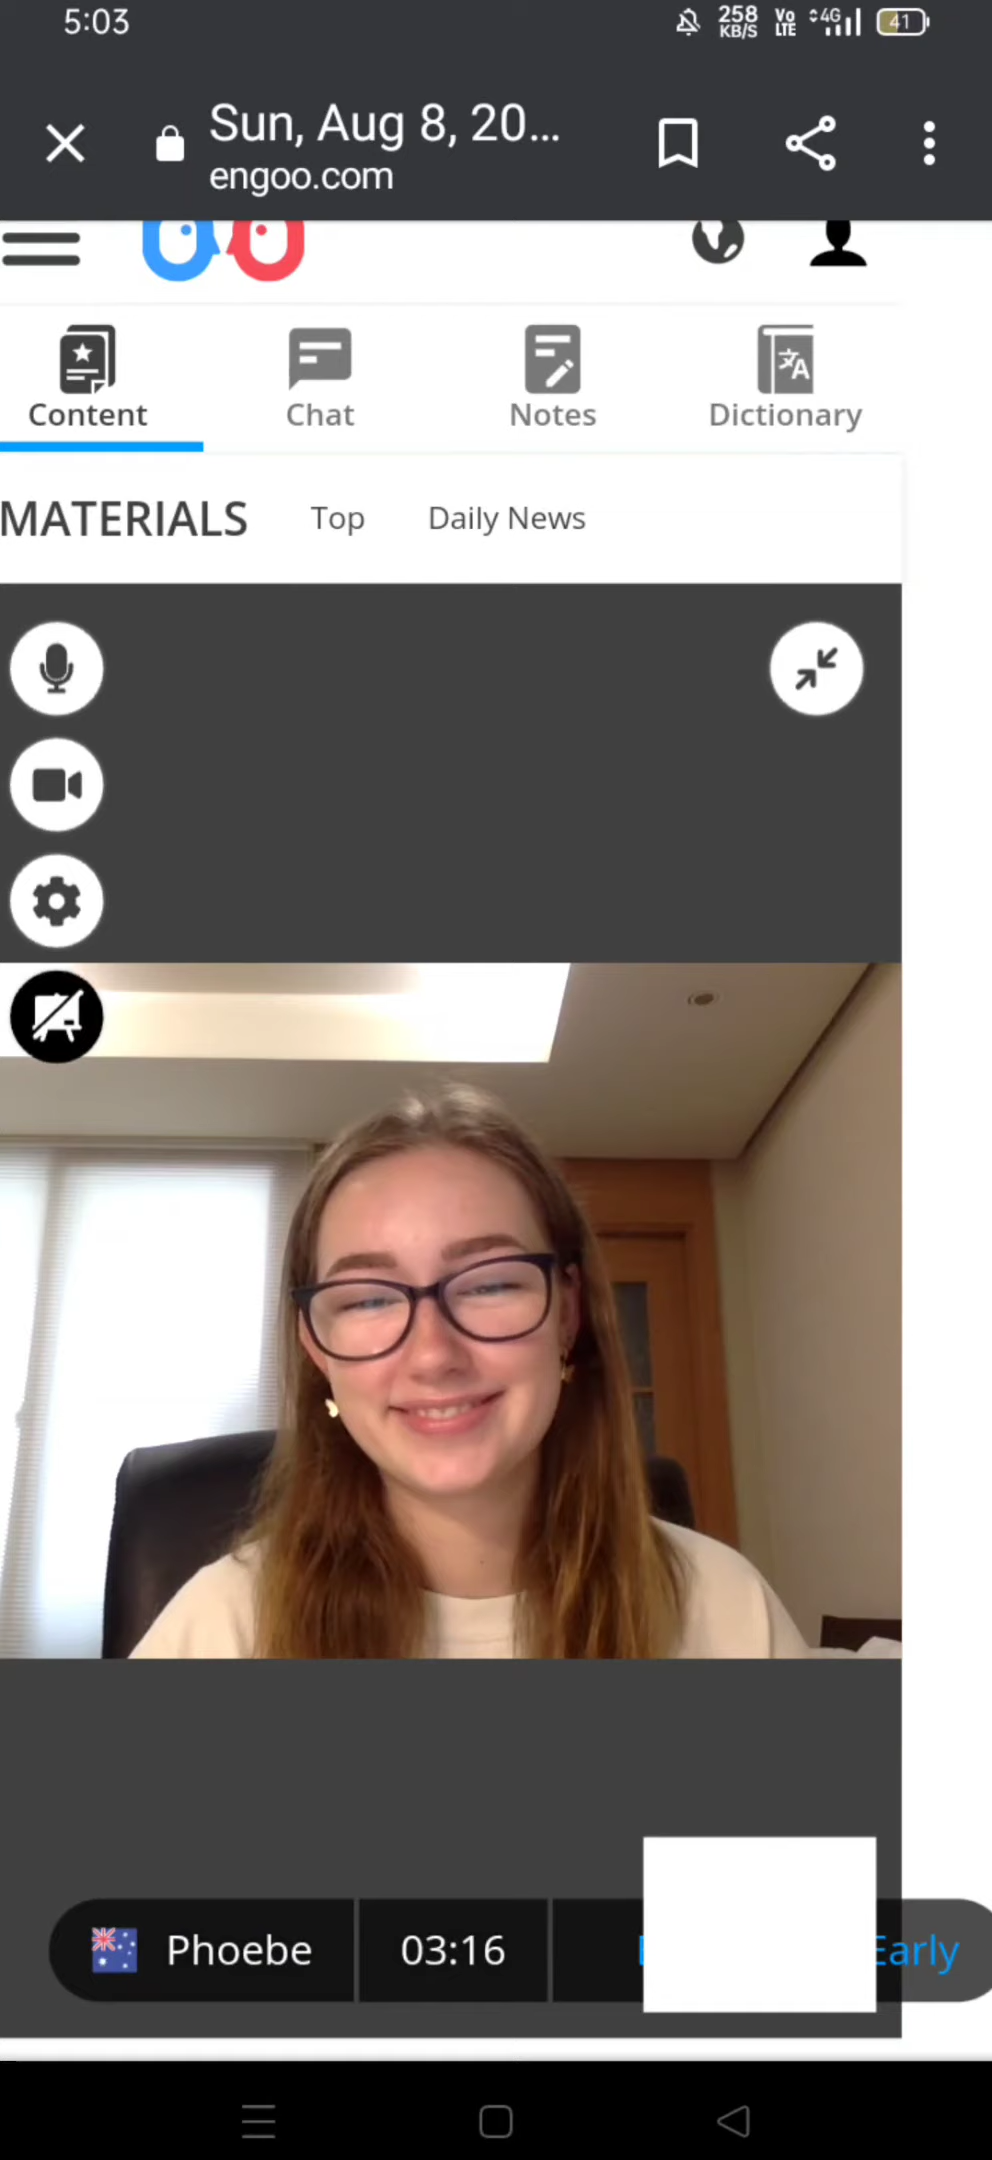 5:03
258 KB/S Vo LTE 4G 41
Sun, Aug 8, 20...
engoo.com
Content Chat Notes Dictionary
MATERIALS Top Daily News
Phoebe 03:16 Early